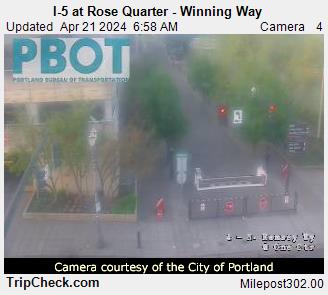 I-5 at Rose Quarter - Winning Way
Updated Apr 21 2024 6:58 AM Camera 4
PBOT
PORTLAND BUREAU OF TRANSPORTATION
Camera courtesy of the City of Portland
TripCheck.com Milepost302.00